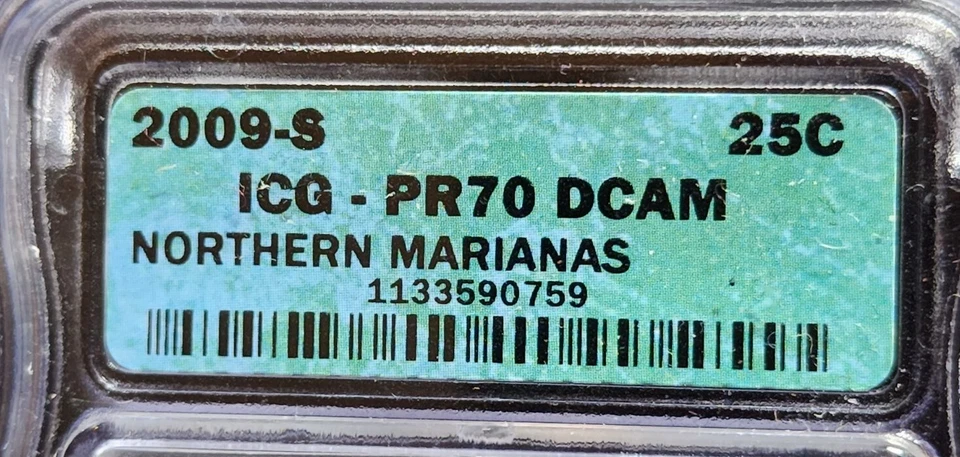 2009-S 25C
ICG - PR70 DCAM
NORTHERN MARIANAS
1133590759